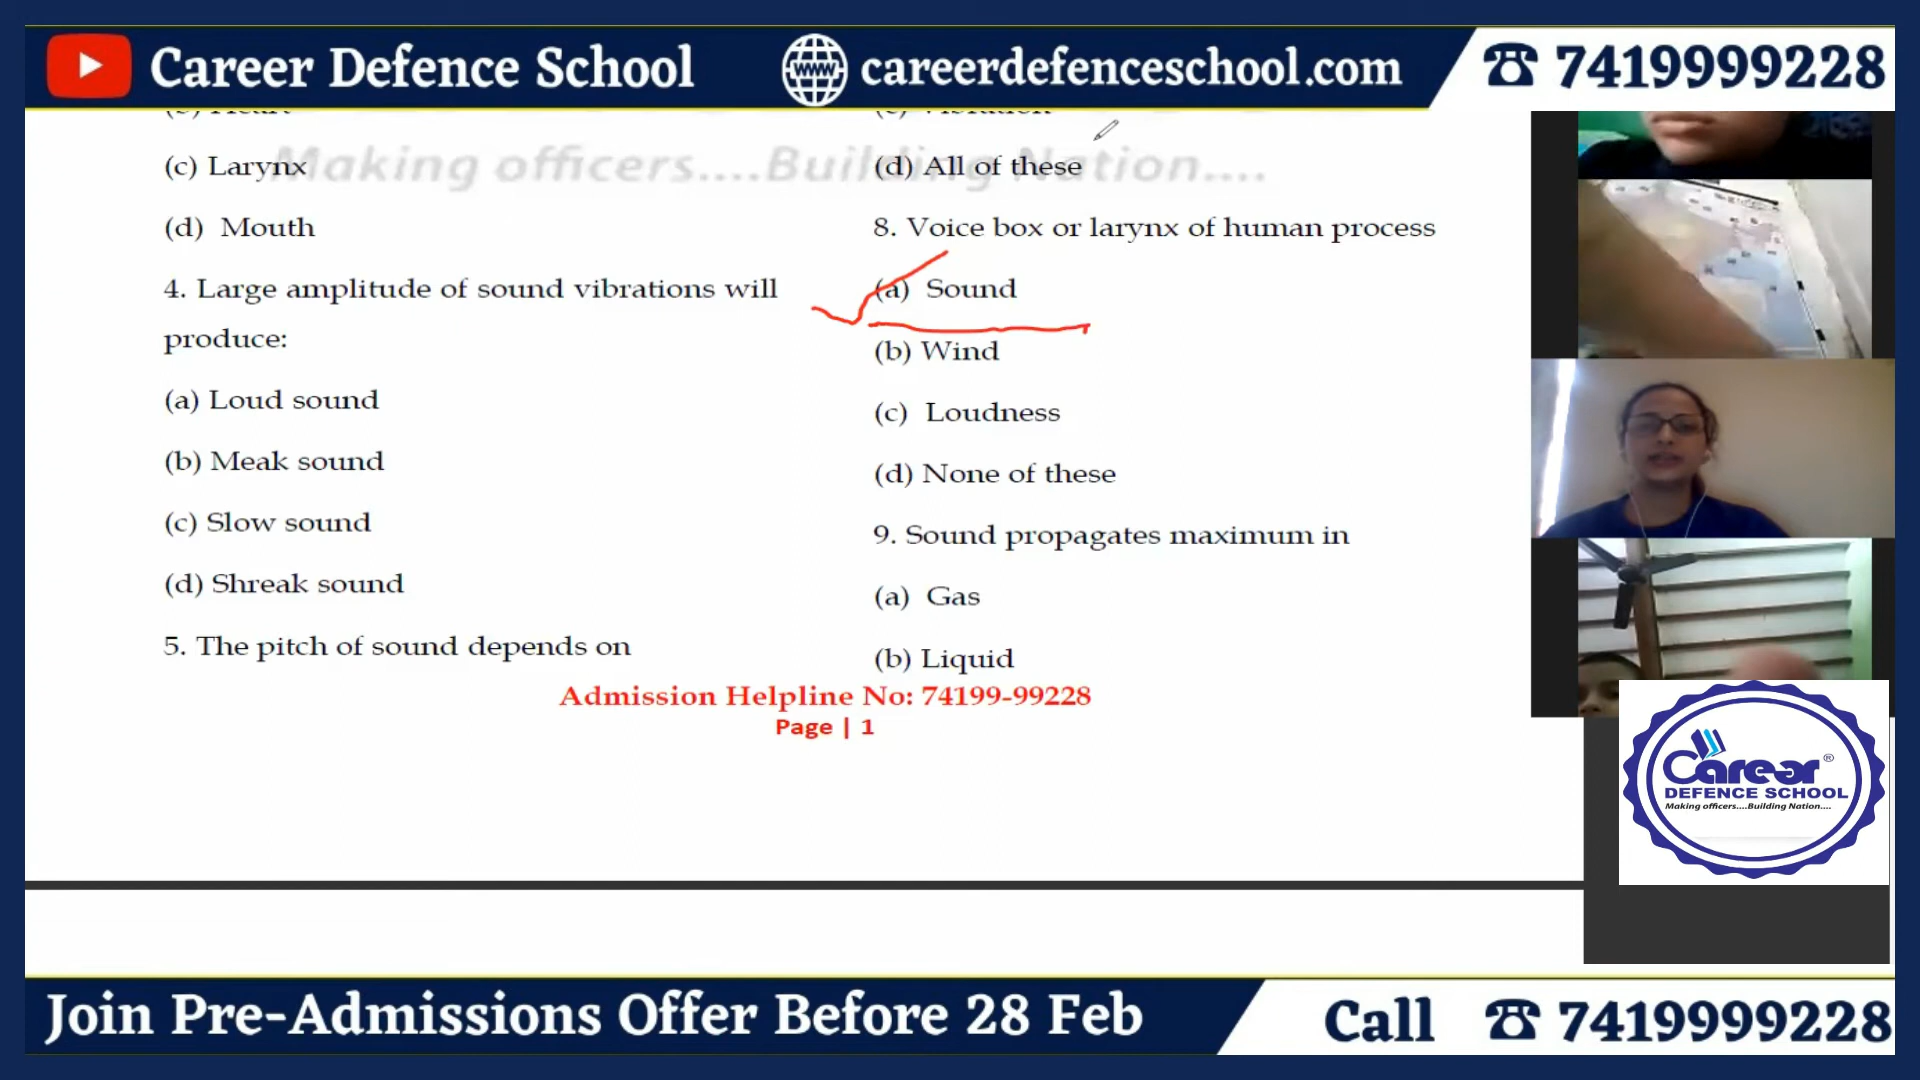 Career Defence School
www
careerdefenceschool.com
7419999228
Making officers....Building Nation....
(b) Heart
(c) Larynx
(d) Mouth
4. Large amplitude of sound vibrations will
produce:
(a) Loud sound
(b) Meak sound
(c) Slow sound
(d) Shreak sound
5. The pitch of sound depends on
(c) Vibration
(d) All of these
8. Voice box or larynx of human process
(a) Sound
(b) Wind
(c) Loudness
(d) None of these
9. Sound propagates maximum in
(a) Gas
(b) Liquid
Admission Helpline No: 74199-99228
Page | 1
Career ®
DEFENCE SCHOOL
Making officers....Building Nation....
Join Pre-Admissions Offer Before 28 Feb
Call 7419999228